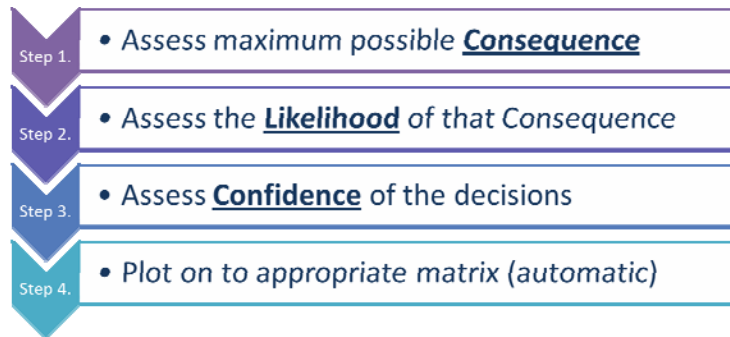 Step 1.
• Assess maximum possible Consequence
Step 2.
• Assess the Likelihood of that Consequence
Step 3.
• Assess Confidence of the decisions
Step 4.
• Plot on to appropriate matrix (automatic)